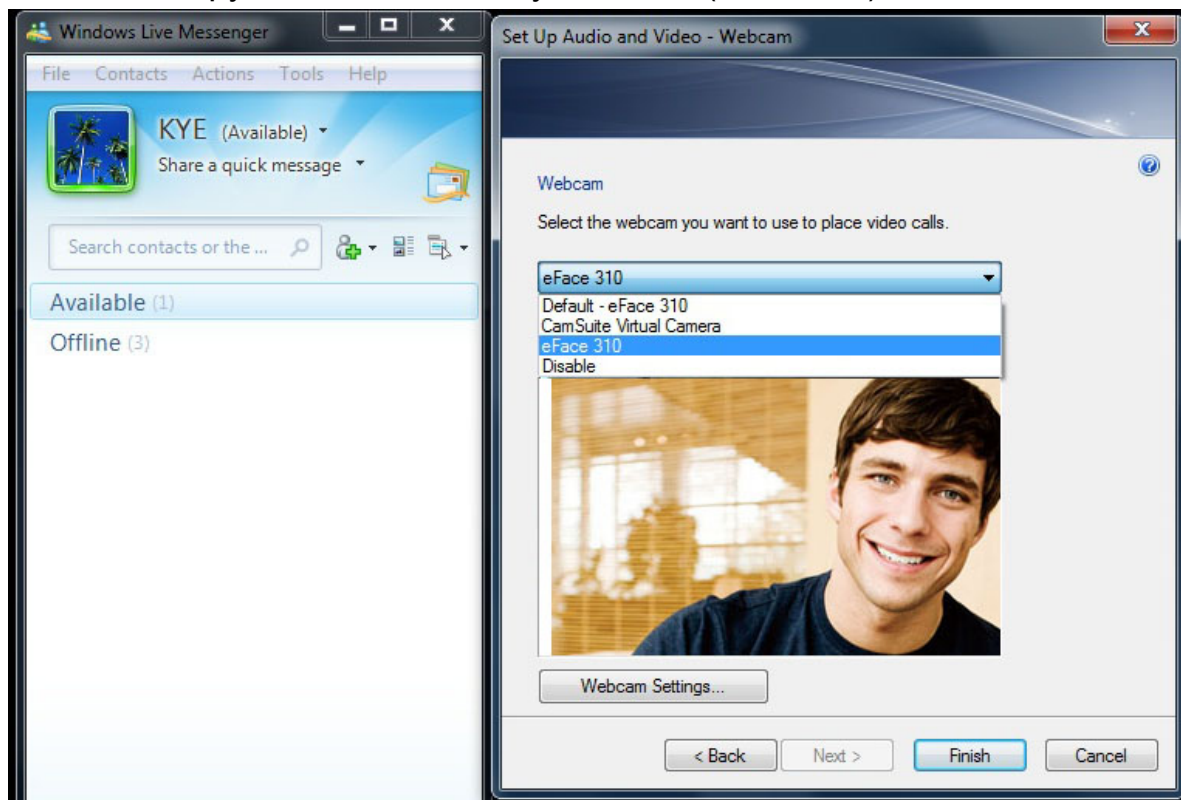 Windows Live Messenger
File Contacts Actions Tools Help
KYE (Available)
Share a quick message
Search contacts or the ...
Available (1)
Offline (3)
Set Up Audio and Video - Webcam
Webcam
Select the webcam you want to use to place video calls.
eFace 310
Default - eFace 310
CamSuite Virtual Camera
eFace 310
Disable
Webcam Settings...
< Back Next > Finish Cancel